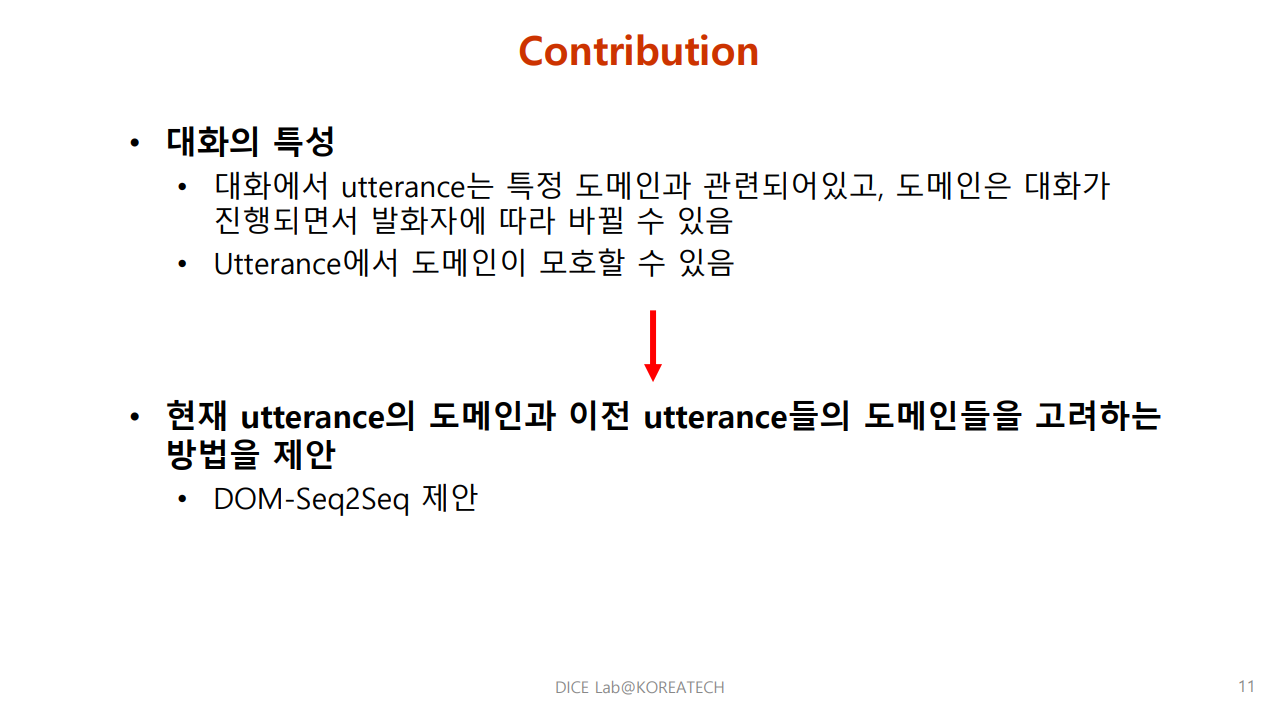 Contribution
• 대화의 특성
• 대화에서 utterance는 특정 도메인과 관련되어있고, 도메인은 대화가
진행되면서 발화자에 따라 바뀔 수 있음
• Utterance에서 도메인이 모호할 수 있음
• 현재 utterance의 도메인과 이전 utterance들의 도메인들을 고려하는
방법을 제안
• DOM-Seq2Seq 제안
DICE Lab@KOREATECH
11